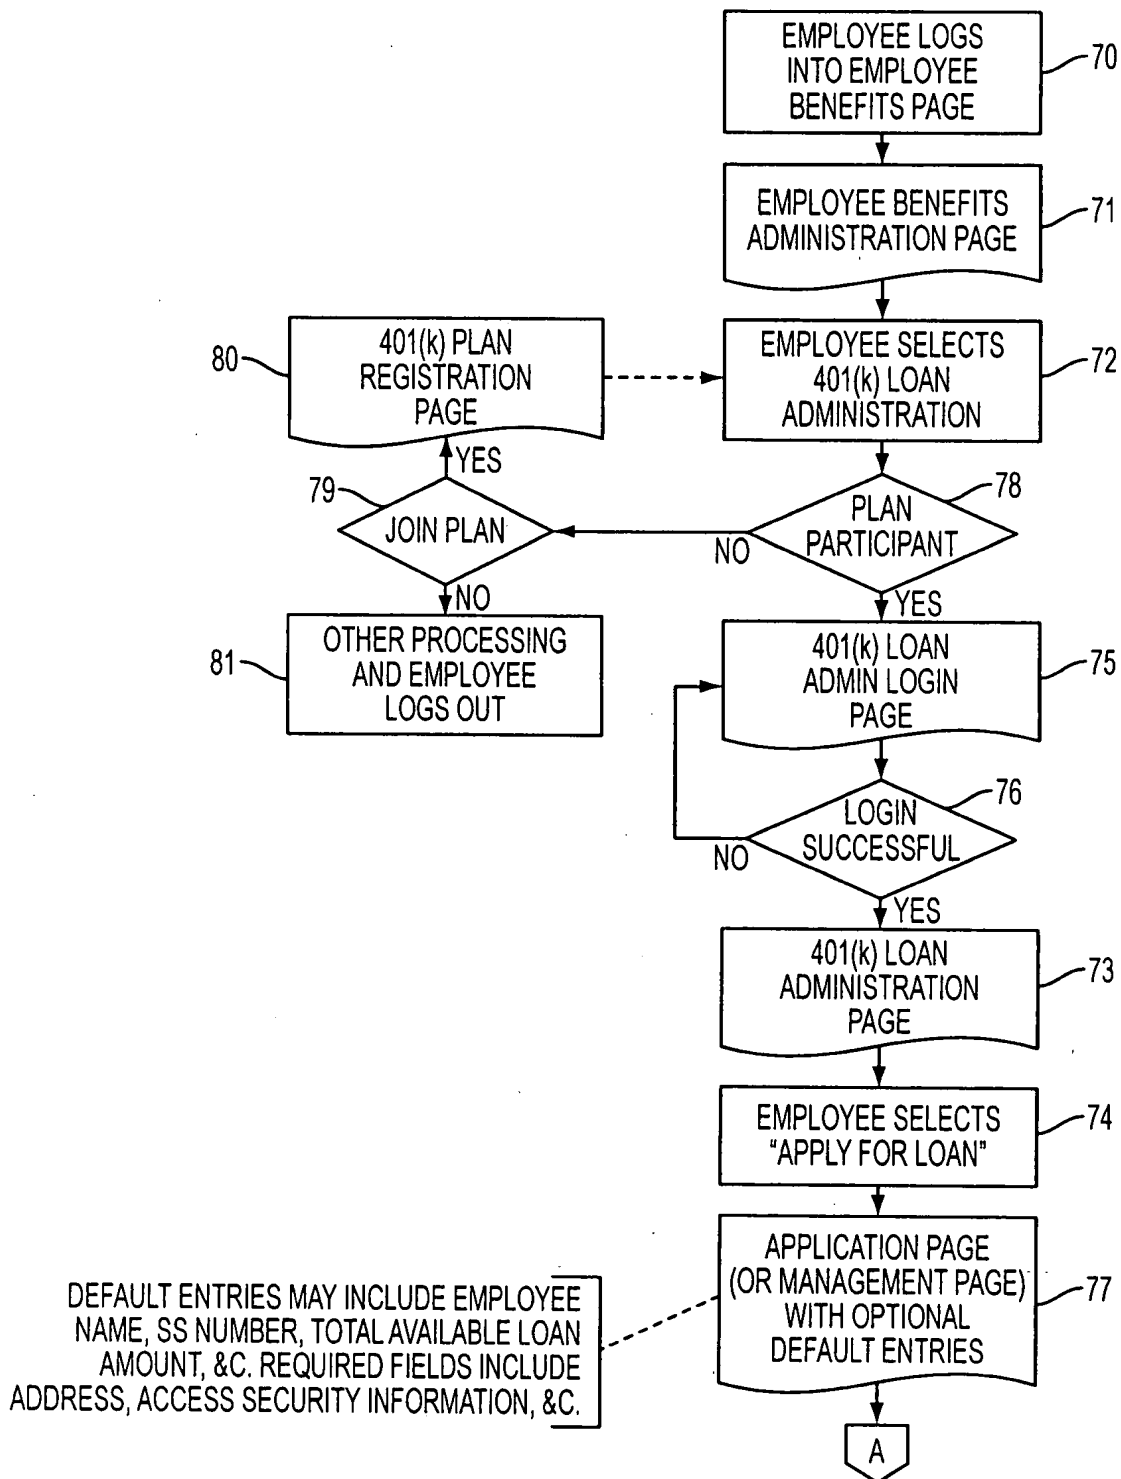 EMPLOYEE LOGS
INTO EMPLOYEE
BENEFITS PAGE
70
EMPLOYEE BENEFITS
ADMINISTRATION PAGE
71
401(k) PLAN
REGISTRATION
PAGE
80
EMPLOYEE SELECTS
401(k) LOAN
ADMINISTRATION
72
YES
79
JOIN PLAN
78
PLAN
PARTICIPANT
NO
NO
YES
OTHER PROCESSING
AND EMPLOYEE
LOGS OUT
81
401(k) LOAN
ADMIN LOGIN
PAGE
75
76
LOGIN
SUCCESSFUL
NO
YES
401(k) LOAN
ADMINISTRATION
PAGE
73
EMPLOYEE SELECTS
"APPLY FOR LOAN"
74
APPLICATION PAGE
(OR MANAGEMENT PAGE)
WITH OPTIONAL
DEFAULT ENTRIES
77
DEFAULT ENTRIES MAY INCLUDE EMPLOYEE
NAME, SS NUMBER, TOTAL AVAILABLE LOAN
AMOUNT, &C. REQUIRED FIELDS INCLUDE
ADDRESS, ACCESS SECURITY INFORMATION, &C.
A